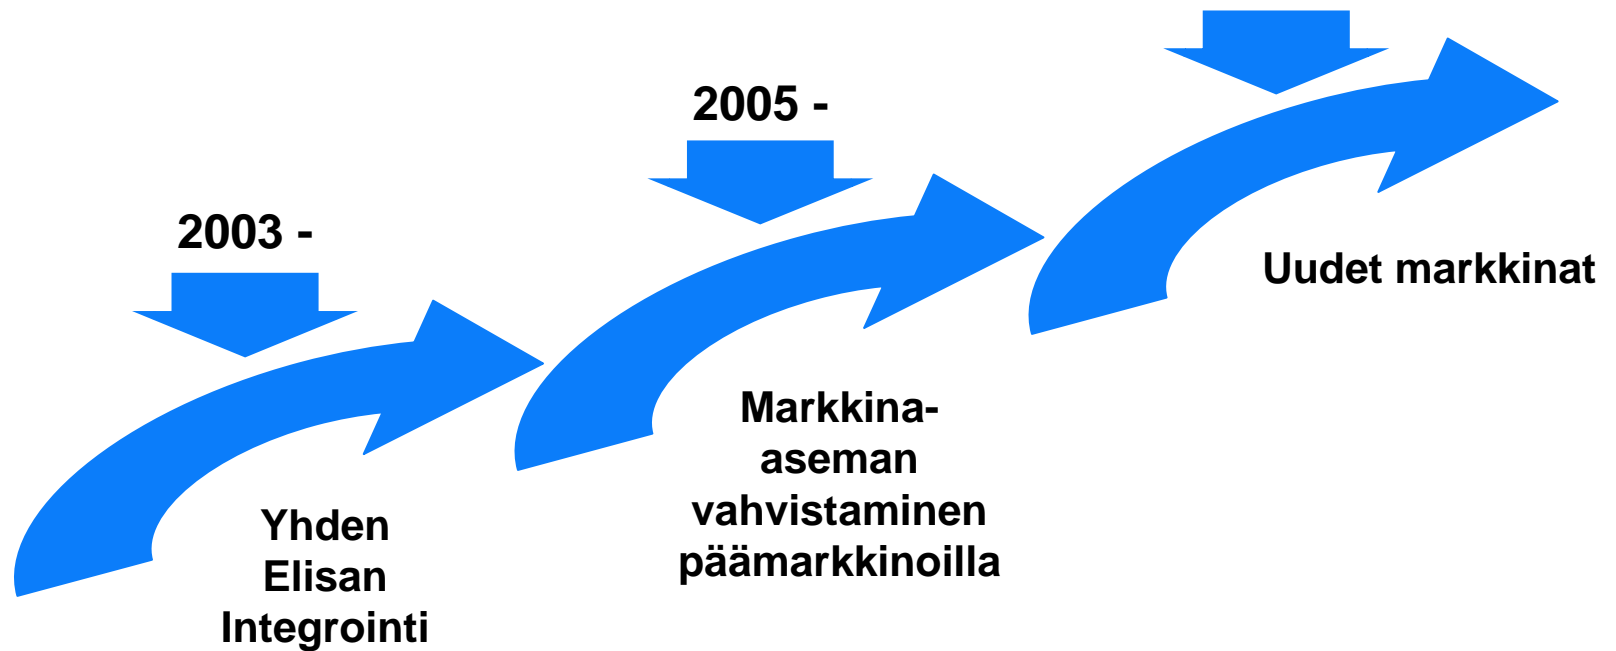 2003 -
Yhden
Elisan
Integrointi
2005 -
Markkina-
aseman
vahvistaminen
päämarkkinoilla
Uudet markkinat